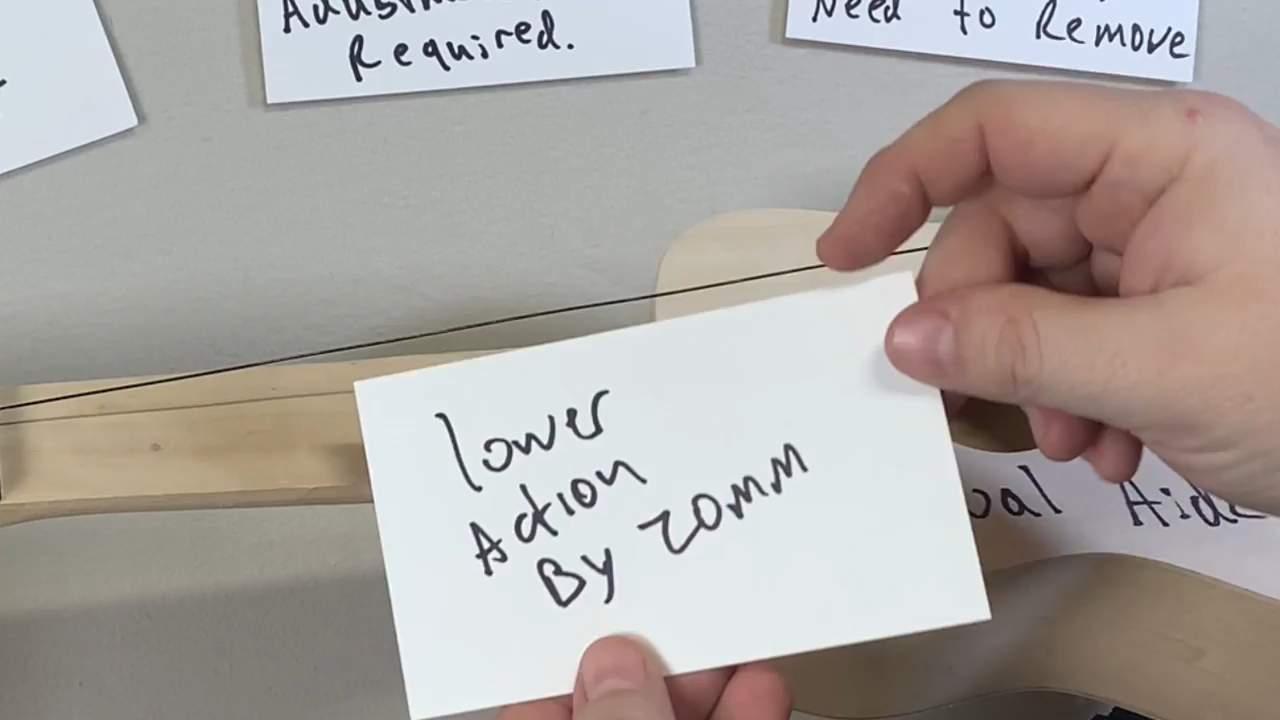 Required.
Need to Remove
lower
Action
By 20mm